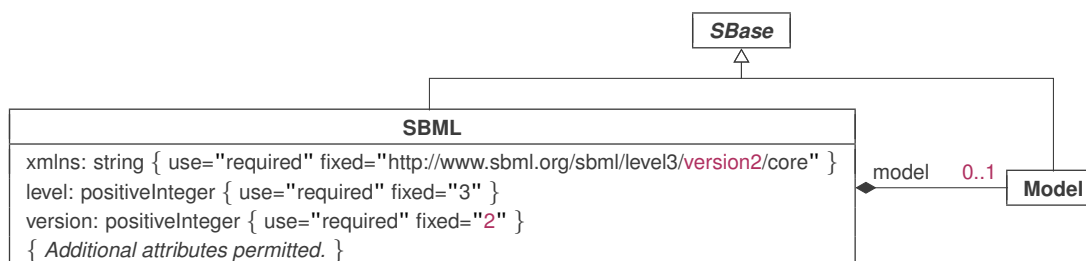 SBase
SBML
xmlns: string { use="required" fixed="http://www.sbml.org/sbml/level3/version2/core" }
level: positiveInteger { use="required" fixed="3" }
version: positiveInteger { use="required" fixed="2" }
{ Additional attributes permitted. }
model 0..1
Model